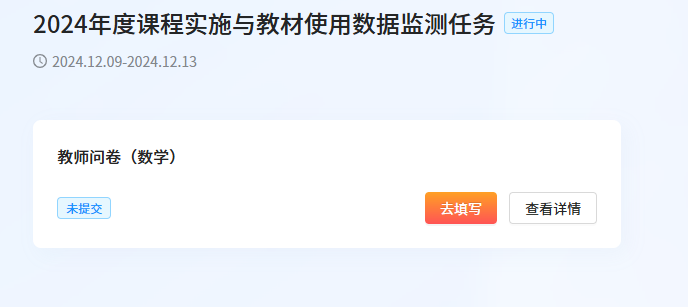 2024年度课程实施与教材使用数据监测任务 进行中
2024.12.09-2024.12.13
教师问卷（数学）
未提交 去填写 查看详情